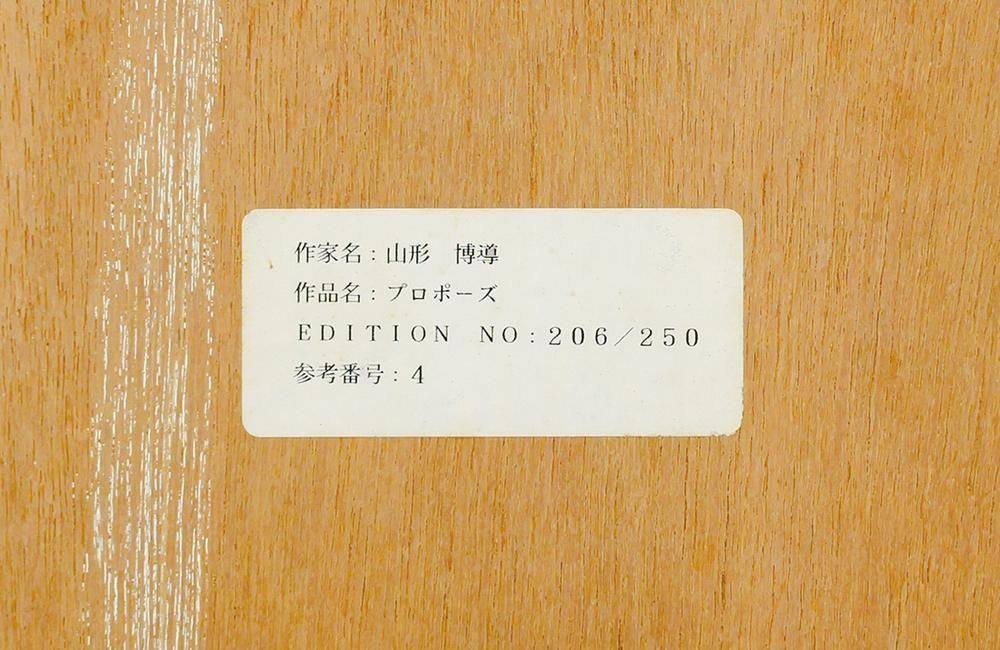 作家名：山形　博導
作品名：プロポーズ
ＥＤＩＴＩＯＮ　ＮＯ：２０６／２５０
参考番号：４